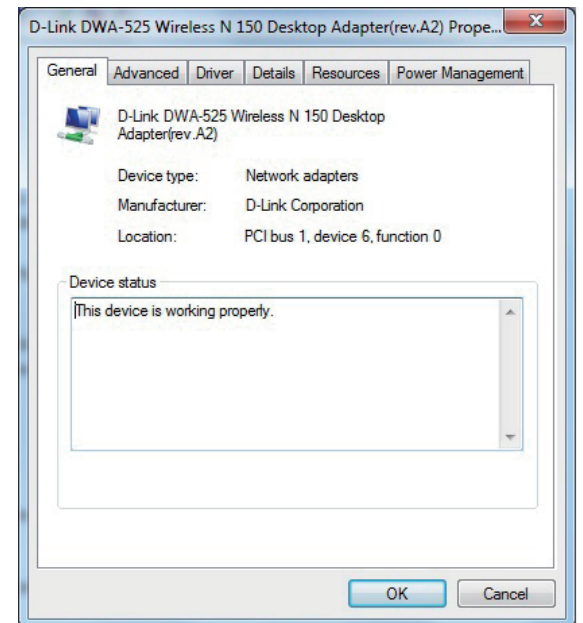 D-Link DWA-525 Wireless N 150 Desktop Adapter(rev.A2) Prope...
General Advanced Driver Details Resources Power Management
D-Link DWA-525 Wireless N 150 Desktop
Adapter(rev.A2)
Device type: Network adapters
Manufacturer: D-Link Corporation
Location: PCI bus 1, device 6, function 0
Device status
This device is working properly.
OK Cancel